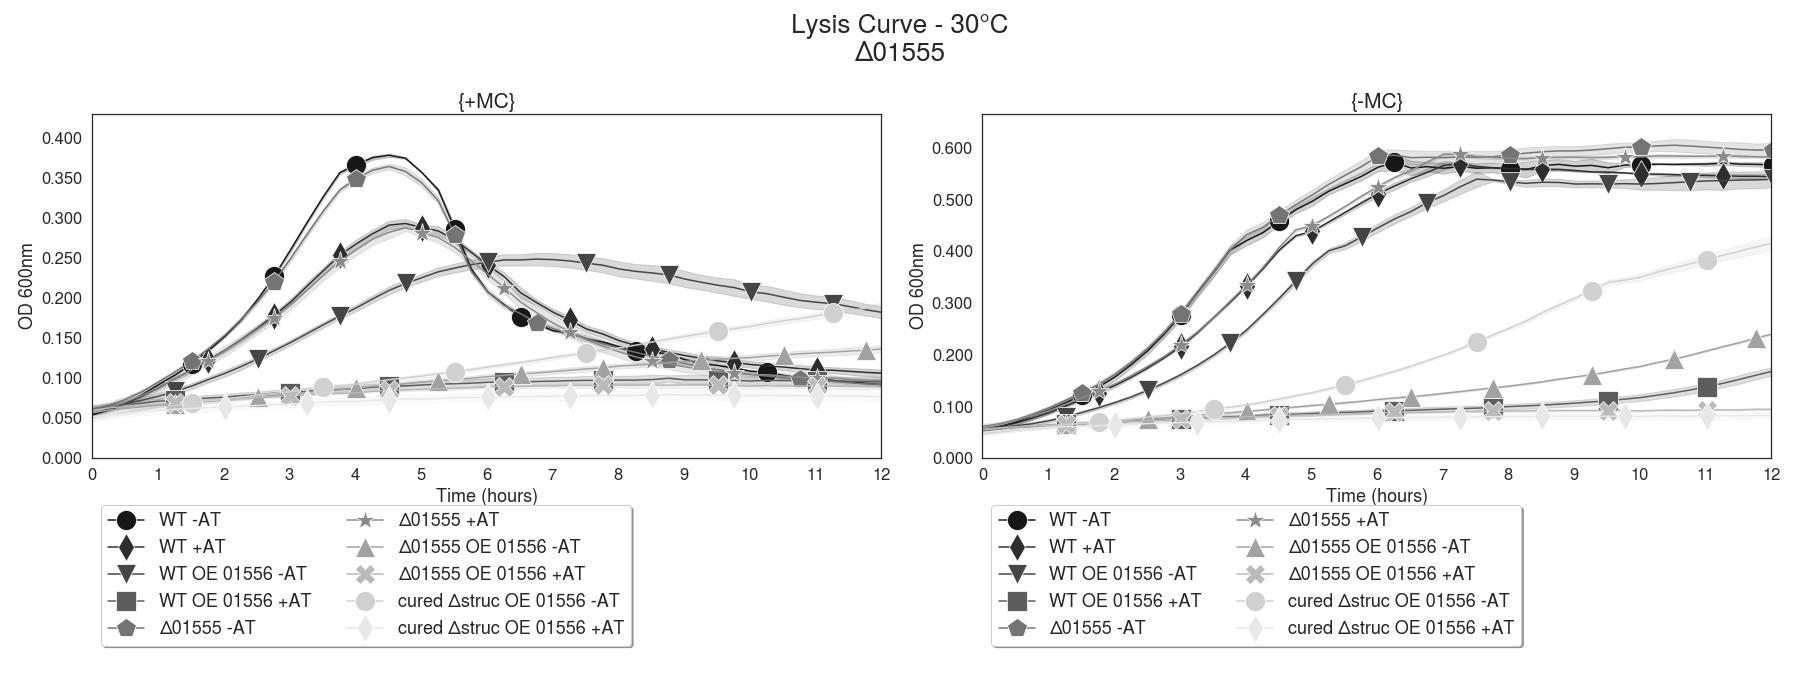 Lysis Curve - 30°C
Δ01555
{+MC}
OD 600nm
0.400
0.350
0.300
0.250
0.200
0.150
0.100
0.050
0.000
0 1 2 3 4 5 6 7 8 9 10 11 12
Time (hours)
WT -AT
WT +AT
WT OE 01556 -AT
WT OE 01556 +AT
Δ01555 -AT
Δ01555 +AT
Δ01555 OE 01556 -AT
Δ01555 OE 01556 +AT
cured Δstruc OE 01556 -AT
cured Δstruc OE 01556 +AT
{-MC}
OD 600nm
0.600
0.500
0.400
0.300
0.200
0.100
0.000
0 1 2 3 4 5 6 7 8 9 10 11 12
Time (hours)
WT -AT
WT +AT
WT OE 01556 -AT
WT OE 01556 +AT
Δ01555 -AT
Δ01555 +AT
Δ01555 OE 01556 -AT
Δ01555 OE 01556 +AT
cured Δstruc OE 01556 -AT
cured Δstruc OE 01556 +AT